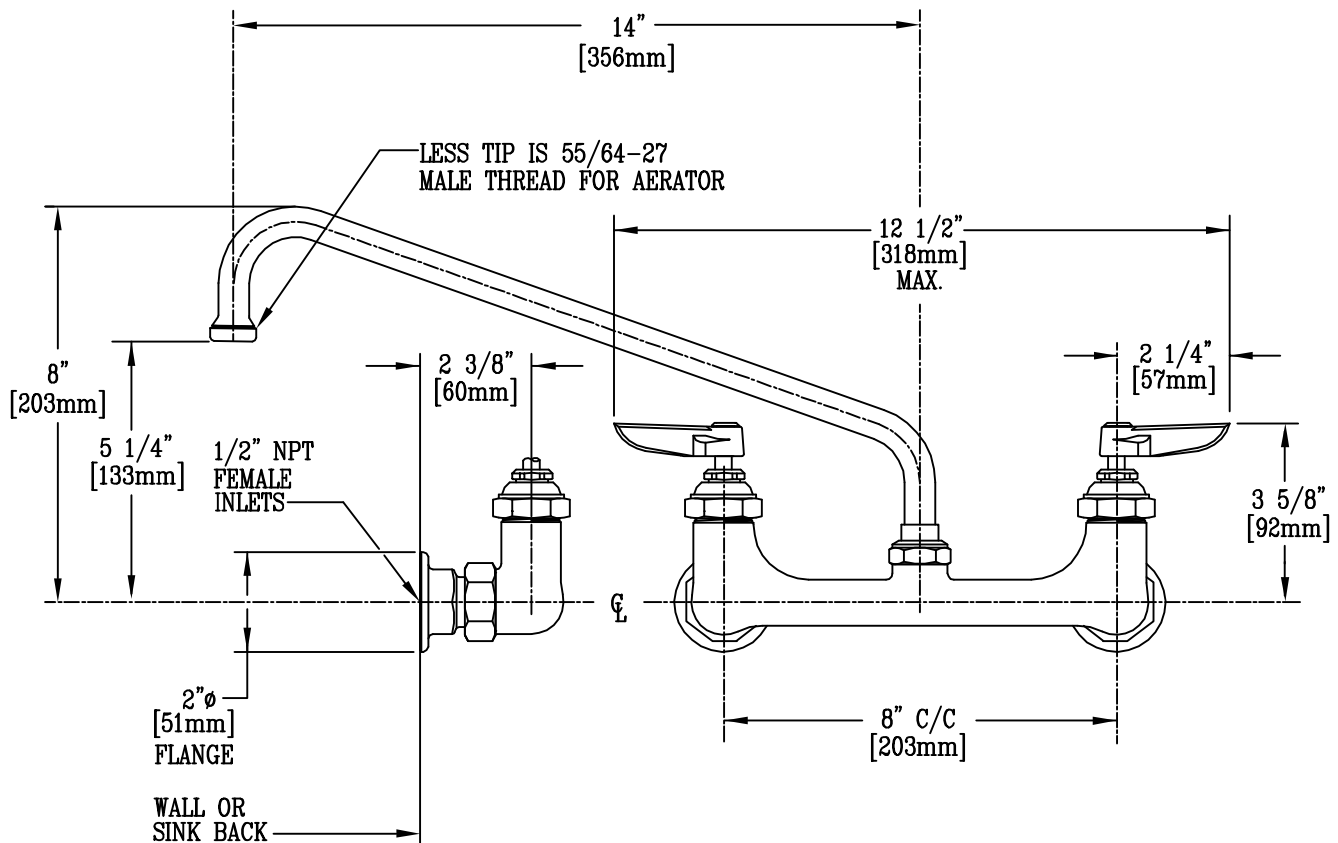 14"
[356mm]
LESS TIP IS 55/64-27
MALE THREAD FOR AERATOR
12 1/2"
[318mm]
MAX.
2 3/8"
[60mm]
2 1/4"
[57mm]
8"
[203mm]
5 1/4"
[133mm]
1/2" NPT
FEMALE
INLETS
3 5/8"
[92mm]
CL
2"ø
[51mm]
FLANGE
8" C/C
[203mm]
WALL OR
SINK BACK